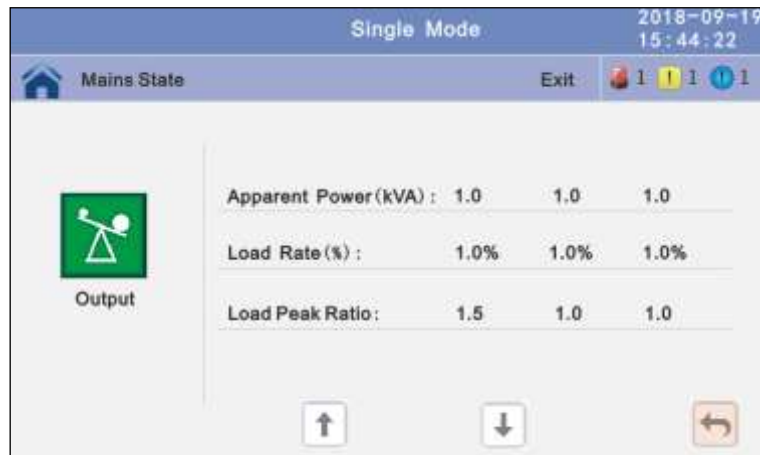 Single Mode
2018-09-19
15:44:22
Mains State Exit 1 ! 1 ! 1
Apparent Power(kVA): 1.0 1.0 1.0
Load Rate(%): 1.0% 1.0% 1.0%
Output
Load Peak Ratio: 1.5 1.0 1.0